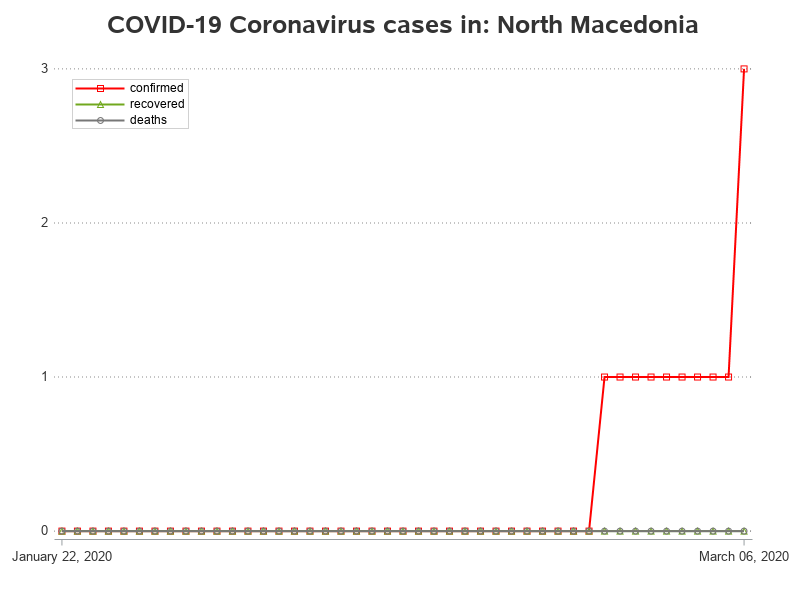 COVID-19 Coronavirus cases in: North Macedonia
3
confirmed
recovered
deaths
2
1
0
January 22, 2020
March 06, 2020